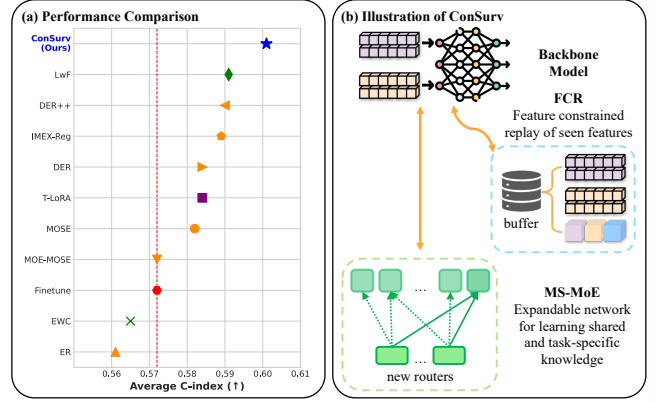 (a) Performance Comparison
ConSurv
(Ours)
LwF
DER++
IMEX-Reg
DER
T-LoRA
MOSE
MOE-MOSE
Finetune
EWC
ER
0.56
0.57
0.58
0.59
0.60
0.61
Average C-index (↑)
(b) Illustration of ConSurv
Backbone
Model
FCR
Feature constrained
replay of seen features
buffer
...
...
...
new routers
MS-MoE
Expandable network
for learning shared
and task-specific
knowledge